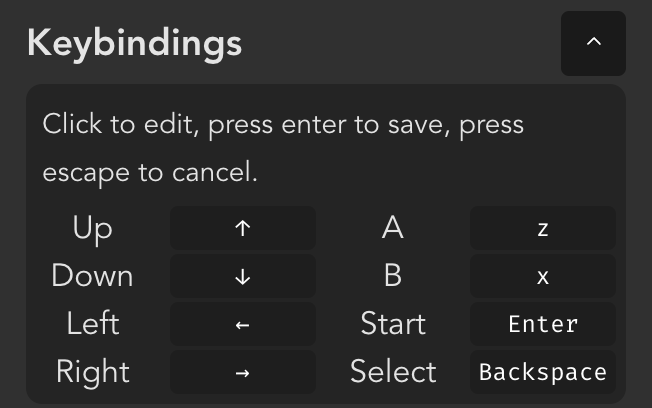 Keybindings
Click to edit, press enter to save, press
escape to cancel.
Up ↑ A z
Down ↓ B x
Left ← Start Enter
Right → Select Backspace